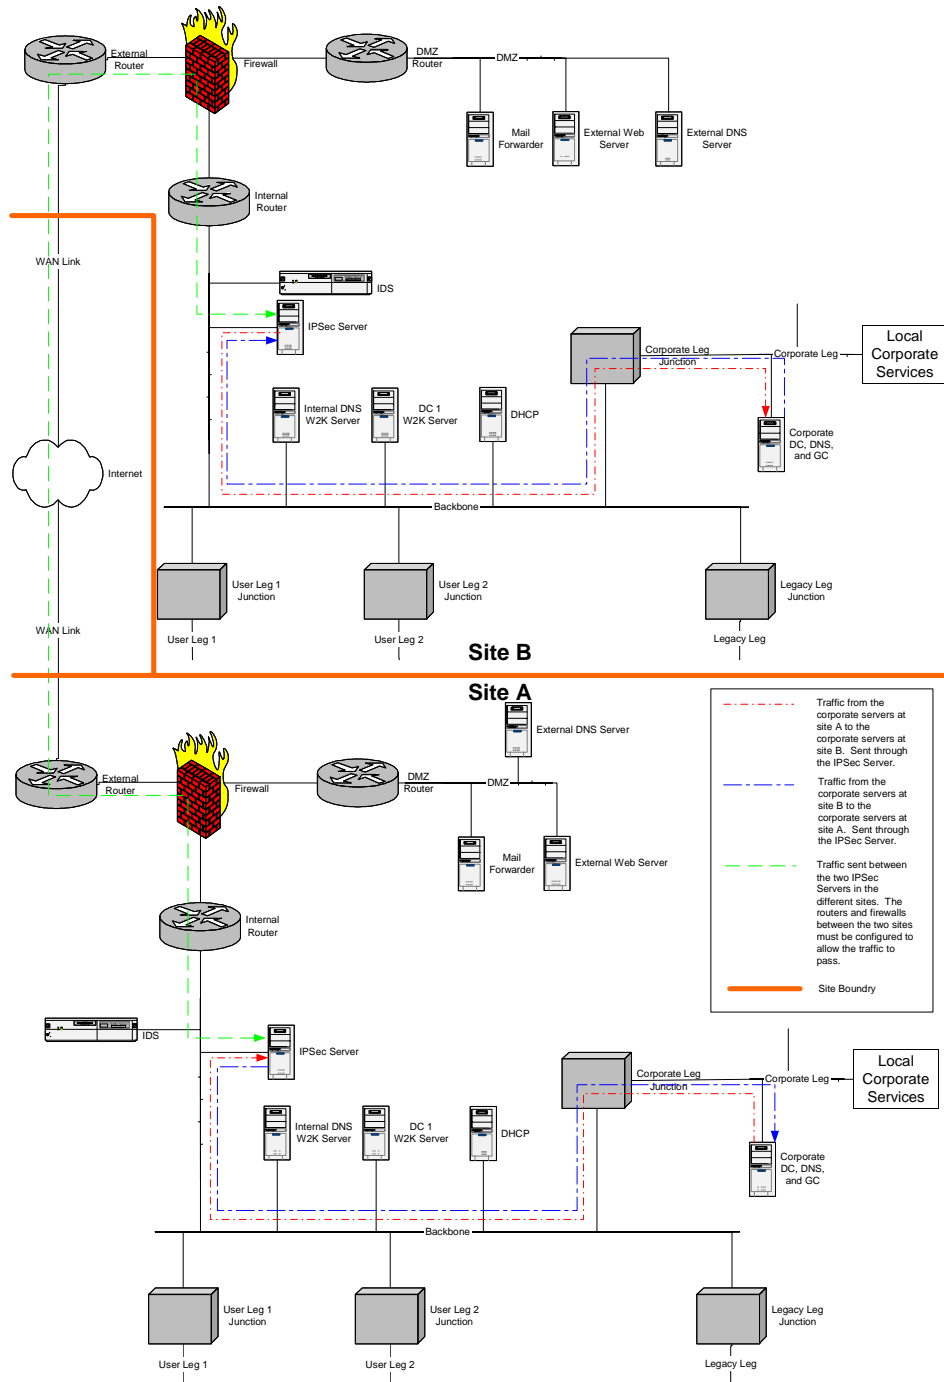 External
Router
Firewall
DMZ
Router
DMZ
Mail
Forwarder
External Web
Server
External DNS
Server
Internal
Router
WAN Link
IDS
IPSec Server
Corporate Leg
Junction
Corporate Leg
Local
Corporate
Services
Internal DNS
W2K Server
DC 1
W2K Server
DHCP
Corporate
DC, DNS,
and GC
Internet
Backbone
User Leg 1
Junction
User Leg 2
Junction
Legacy Leg
Junction
WAN Link
User Leg 1
User Leg 2
Legacy Leg
Site B
Site A
External DNS Server
External
Router
Firewall
DMZ
Router
DMZ
Mail
Forwarder
External Web Server
Traffic from the
corporate servers at
site A to the
corporate servers at
site B. Sent through
the IPSec Server.
Traffic from the
corporate servers at
site B to the
corporate servers at
site A. Sent through
the IPSec Server.
Traffic sent between
the two IPSec
Servers in the
different sites. The
routers and firewalls
between the two sites
must be configured to
allow the traffic to
pass.
Site Boundry
Internal
Router
IDS
IPSec Server
Corporate Leg
Junction
Corporate Leg
Local
Corporate
Services
Internal DNS
W2K Server
DC 1
W2K Server
DHCP
Corporate
DC, DNS,
and GC
Backbone
User Leg 1
Junction
User Leg 2
Junction
Legacy Leg
Junction
User Leg 1
User Leg 2
Legacy Leg